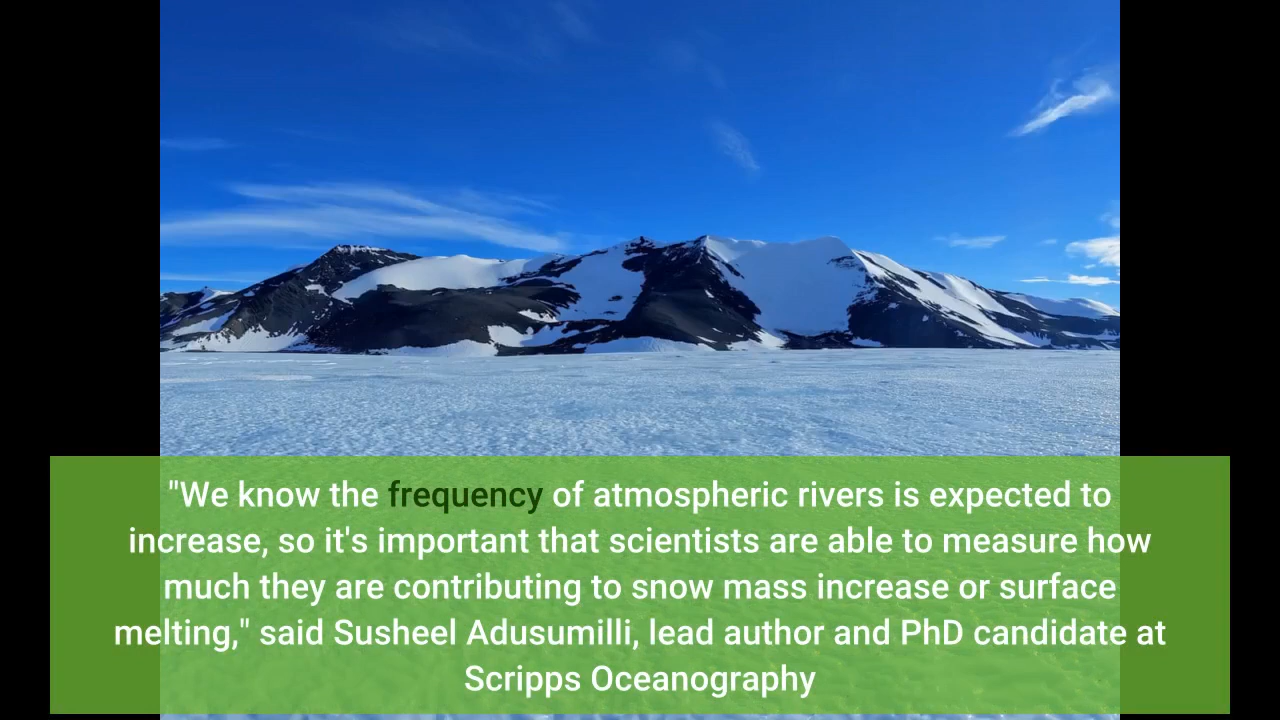 "We know the frequency of atmospheric rivers is expected to
increase, so it's important that scientists are able to measure how
much they are contributing to snow mass increase or surface
melting," said Susheel Adusumilli, lead author and PhD candidate at
Scripps Oceanography